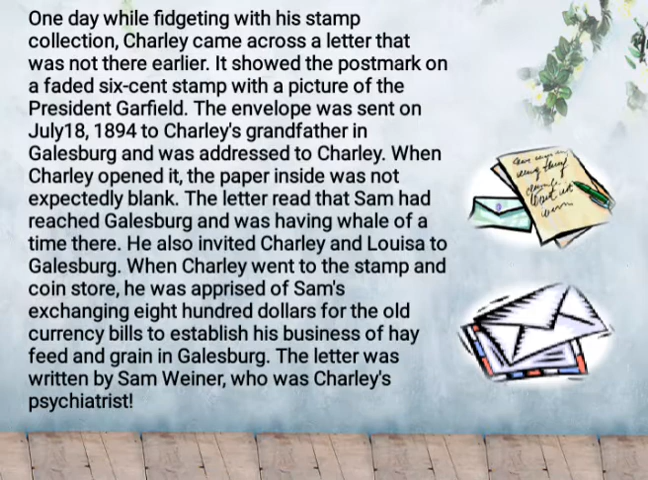 One day while fidgeting with his stamp
collection, Charley came across a letter that
was not there earlier. It showed the postmark on
a faded six-cent stamp with a picture of the
President Garfield. The envelope was sent on
July18, 1894 to Charley's grandfather in
Galesburg and was addressed to Charley. When
Charley opened it, the paper inside was not
expectedly blank. The letter read that Sam had
reached Galesburg and was having whale of a
time there. He also invited Charley and Louisa to
Galesburg. When Charley went to the stamp and
coin store, he was apprised of Sam's
exchanging eight hundred dollars for the old
currency bills to establish his business of hay
feed and grain in Galesburg. The letter was
written by Sam Weiner, who was Charley's
psychiatrist!